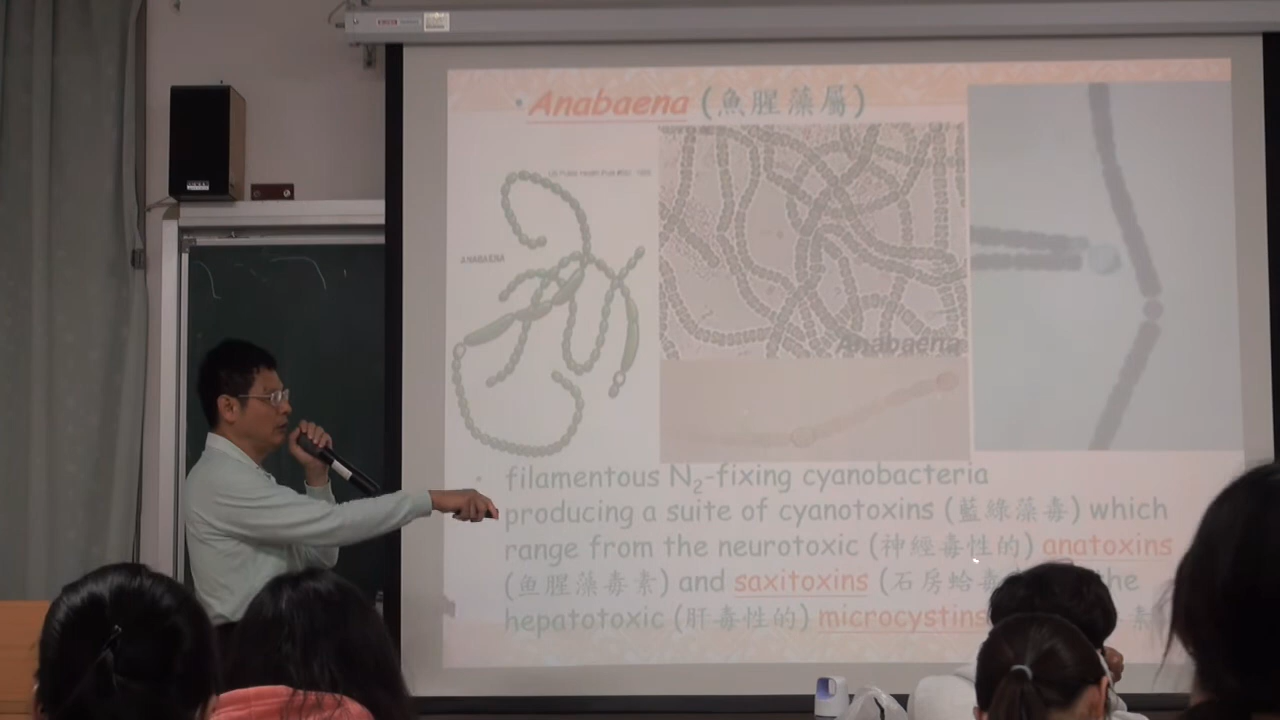 • Anabaena (魚腥藻屬)
ANABAENA
Anabaena
• filamentous N₂-fixing cyanobacteria
producing a suite of cyanotoxins (藍綠藻毒) which
range from the neurotoxic (神經毒性的) anatoxins
(魚腥藻毒素) and saxitoxins (石房蛤毒 the
hepatotoxic (肝毒性的) microcystins 素